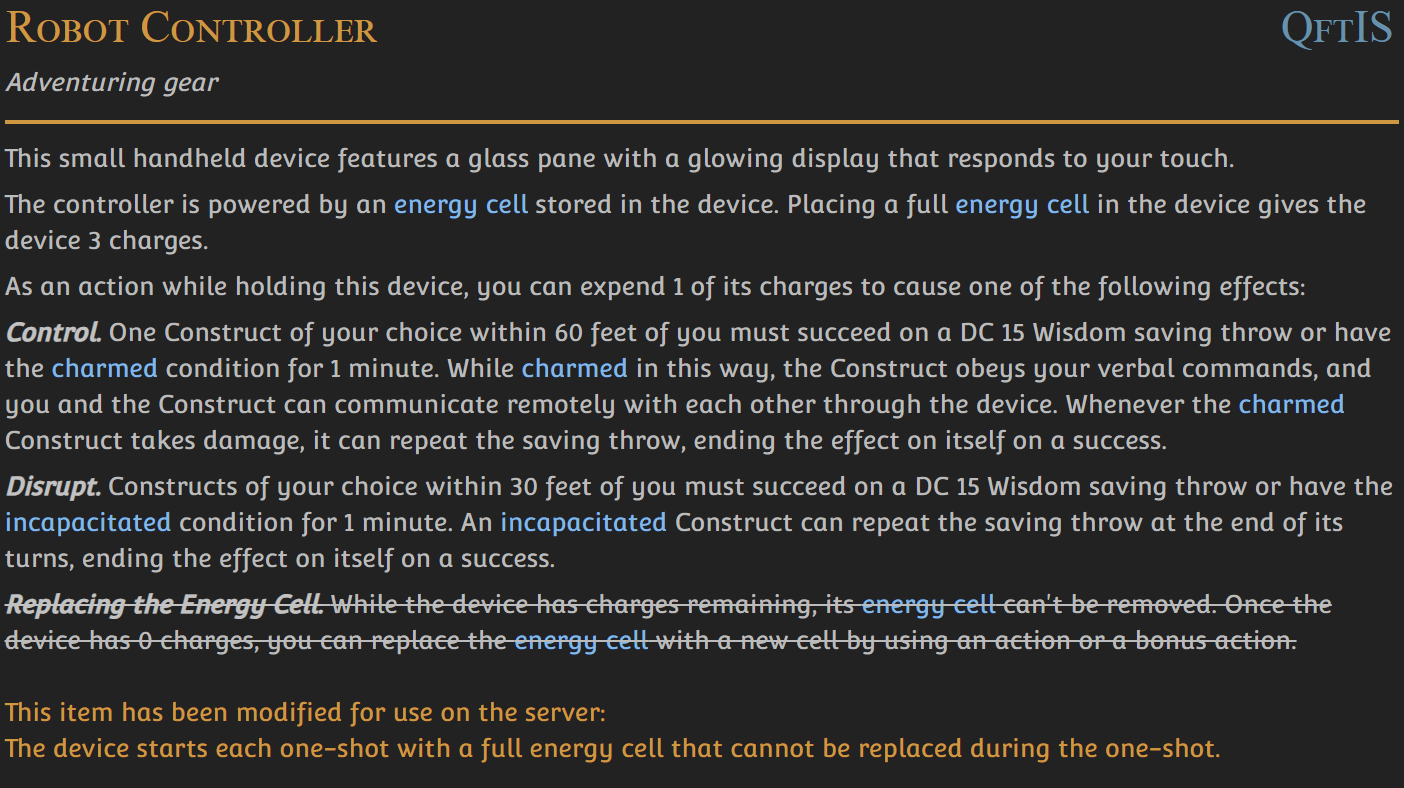 Robot Controller QftIS
Adventuring gear
This small handheld device features a glass pane with a glowing display that responds to your touch.
The controller is powered by an energy cell stored in the device. Placing a full energy cell in the device gives the
device 3 charges.
As an action while holding this device, you can expend 1 of its charges to cause one of the following effects:
Control. One Construct of your choice within 60 feet of you must succeed on a DC 15 Wisdom saving throw or have
the charmed condition for 1 minute. While charmed in this way, the Construct obeys your verbal commands, and
you and the Construct can communicate remotely with each other through the device. Whenever the charmed
Construct takes damage, it can repeat the saving throw, ending the effect on itself on a success.
Disrupt. Constructs of your choice within 30 feet of you must succeed on a DC 15 Wisdom saving throw or have the
incapacitated condition for 1 minute. An incapacitated Construct can repeat the saving throw at the end of its
turns, ending the effect on itself on a success.
Replacing the Energy Cell. While the device has charges remaining, its energy cell can't be removed. Once the
device has 0 charges, you can replace the energy cell with a new cell by using an action or a bonus action.
This item has been modified for use on the server:
The device starts each one-shot with a full energy cell that cannot be replaced during the one-shot.